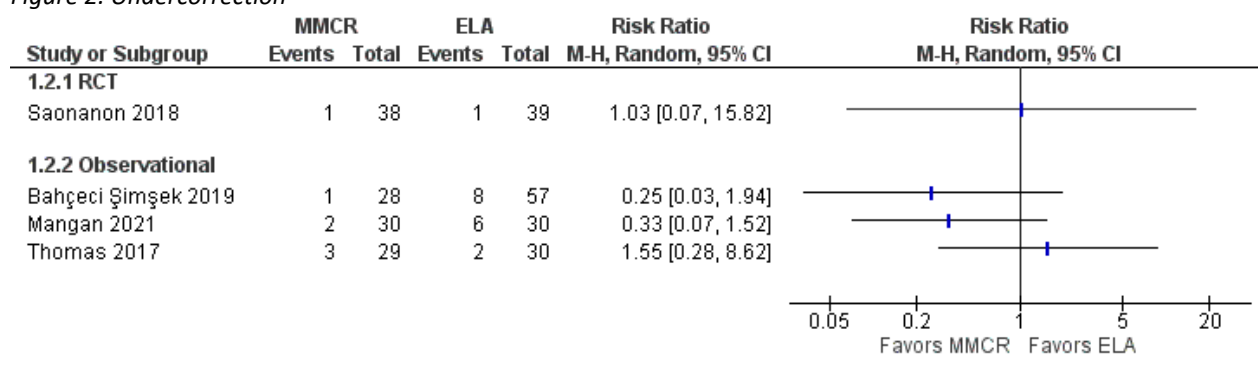 Figure 2. Undercorrection
MMCR ELA Risk Ratio Risk Ratio
Study or Subgroup Events Total Events Total M-H, Random, 95% CI M-H, Random, 95% CI
1.2.1 RCT
Saonanon 2018 1 38 1 39 1.03 [0.07, 15.82]
1.2.2 Observational
Bahçeci Şimşek 2019 1 28 8 57 0.25 [0.03, 1.94]
Mangan 2021 2 30 6 30 0.33 [0.07, 1.52]
Thomas 2017 3 29 2 30 1.55 [0.28, 8.62]
0.05 0.2 1 5 20
Favors MMCR Favors ELA